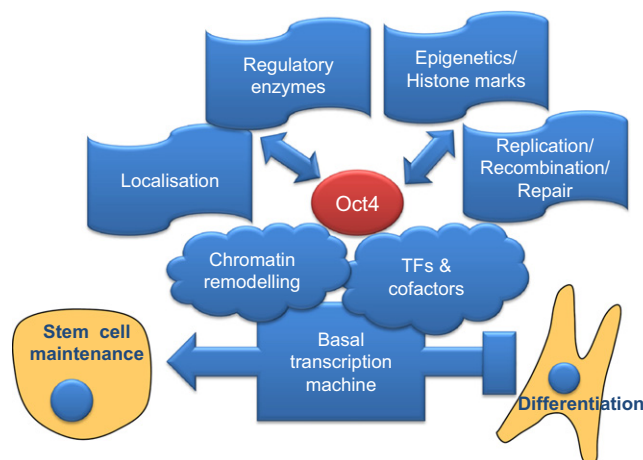 Regulatory
enzymes
Epigenetics/
Histone marks
Localisation
Replication/
Recombination/
Repair
Oct4
Chromatin
remodelling
TFs &
cofactors
Stem cell
maintenance
Basal
transcription
machine
Differentiation